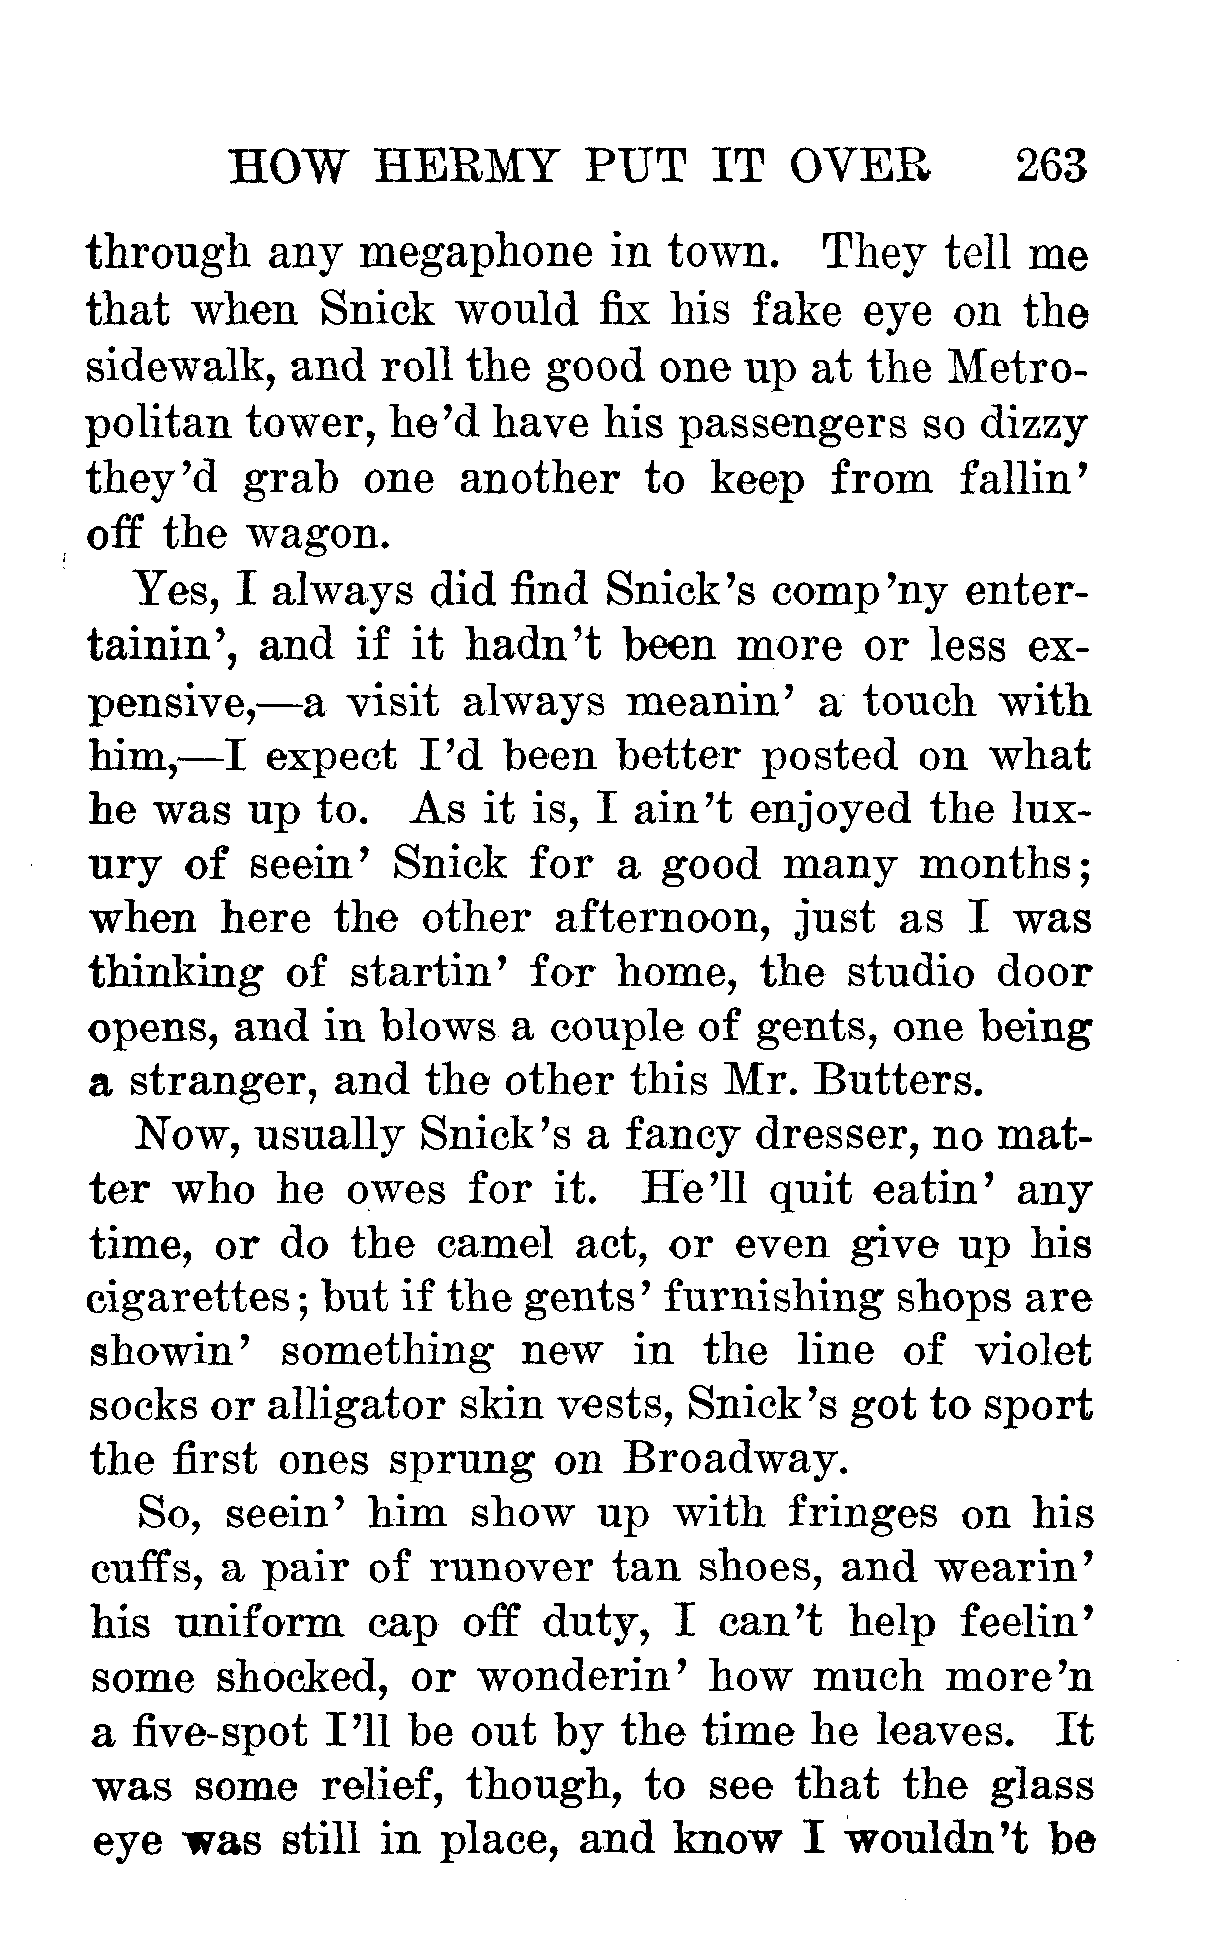 HOW HERMY PUT IT OVER 263
through any megaphone in town. They tell me
that when Snick would fix his fake eye on the
sidewalk, and roll the good one up at the Metro-
politan tower, he'd have his passengers so dizzy
they'd grab one another to keep from fallin'
off the wagon.
Yes, I always did find Snick's comp'ny enter-
tainin', and if it hadn't been more or less ex-
pensive,—a visit always meanin' a touch with
him,—I expect I'd been better posted on what
he was up to. As it is, I ain't enjoyed the lux-
ury of seein' Snick for a good many months;
when here the other afternoon, just as I was
thinking of startin' for home, the studio door
opens, and in blows a couple of gents, one being
a stranger, and the other this Mr. Butters.
Now, usually Snick's a fancy dresser, no mat-
ter who he owes for it. He'll quit eatin' any
time, or do the camel act, or even give up his
cigarettes; but if the gents' furnishing shops are
showin' something new in the line of violet
socks or alligator skin vests, Snick's got to sport
the first ones sprung on Broadway.
So, seein' him show up with fringes on his
cuffs, a pair of runover tan shoes, and wearin'
his uniform cap off duty, I can't help feelin'
some shocked, or wonderin' how much more'n
a five-spot I'll be out by the time he leaves. It
was some relief, though, to see that the glass
eye was still in place, and know I wouldn't be